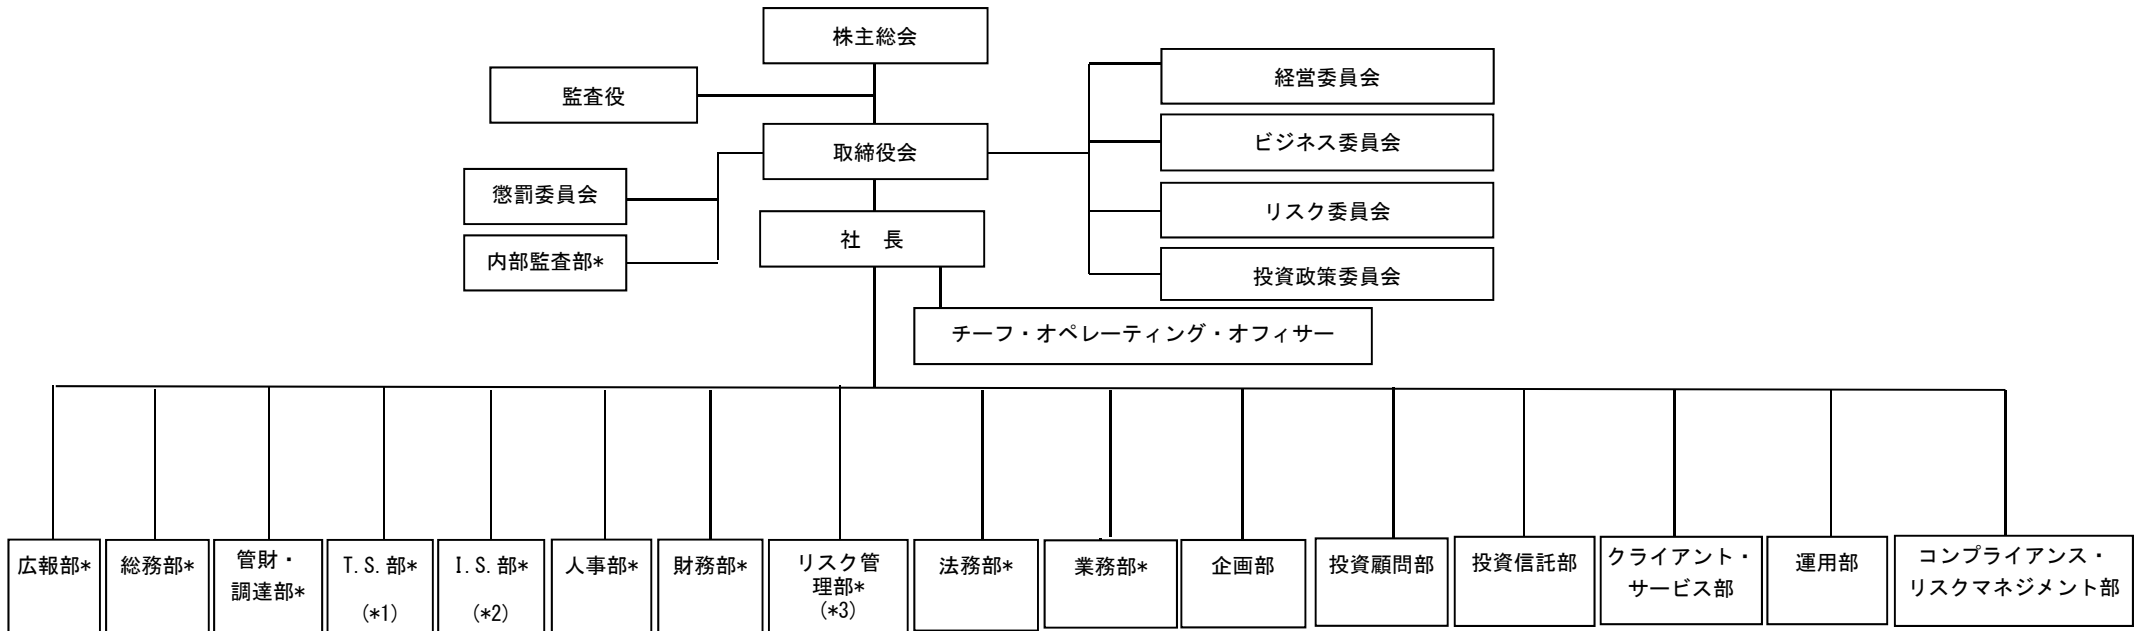 株主総会
監査役
経営委員会
取締役会
ビジネス委員会
懲罰委員会
リスク委員会
社　長
内部監査部*
投資政策委員会
チーフ・オペレーティング・オフィサー
広報部*
総務部*
管財・
調達部*
T.S.部*
(*1)
I.S.部*
(*2)
人事部*
財務部*
リスク管
理部*
(*3)
法務部*
業務部*
企画部
投資顧問部
投資信託部
クライアント・
サービス部
運用部
コンプライアンス・
リスクマネジメント部